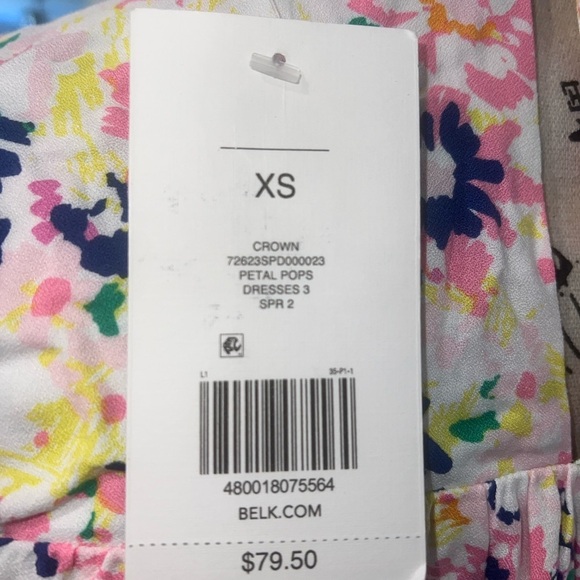 XS
CROWN
72623SPD000023
PETAL POPS
DRESSES 3
SPR 2
L1 35-P1-1
480018075564
BELK.COM
$79.50